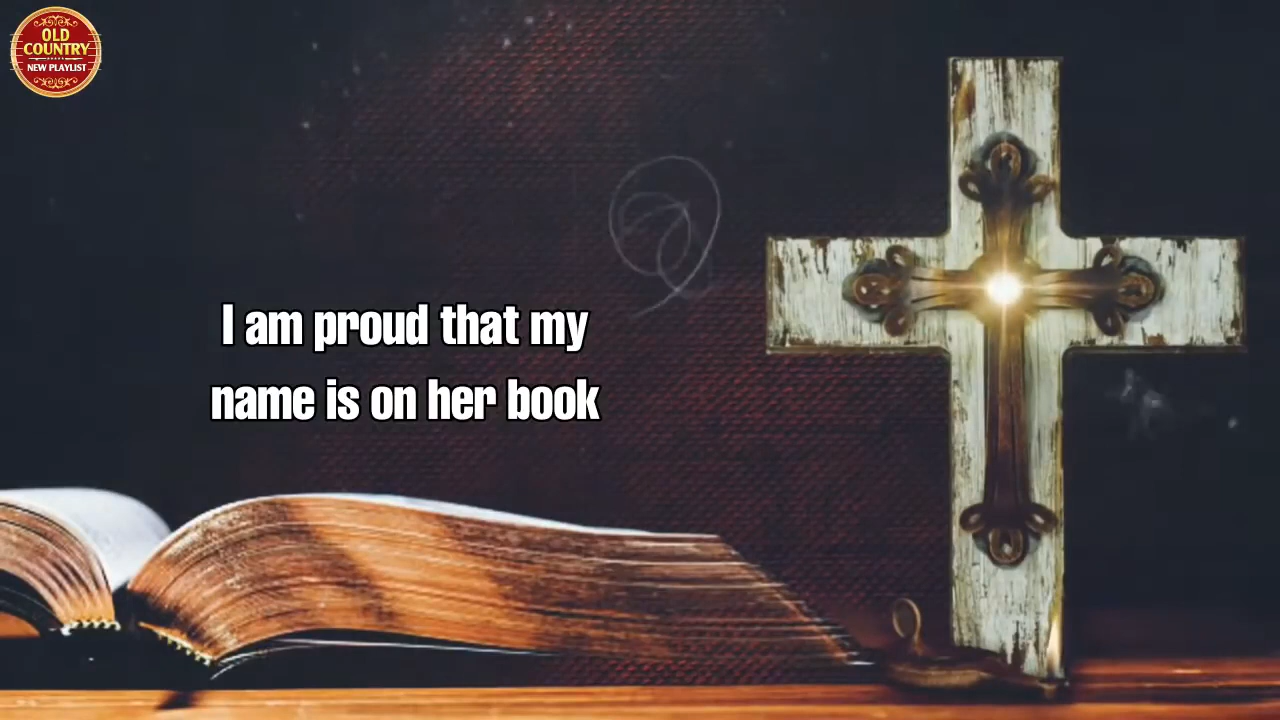 OLD
COUNTRY
NEW PLAYLIST
I am proud that my
name is on her book